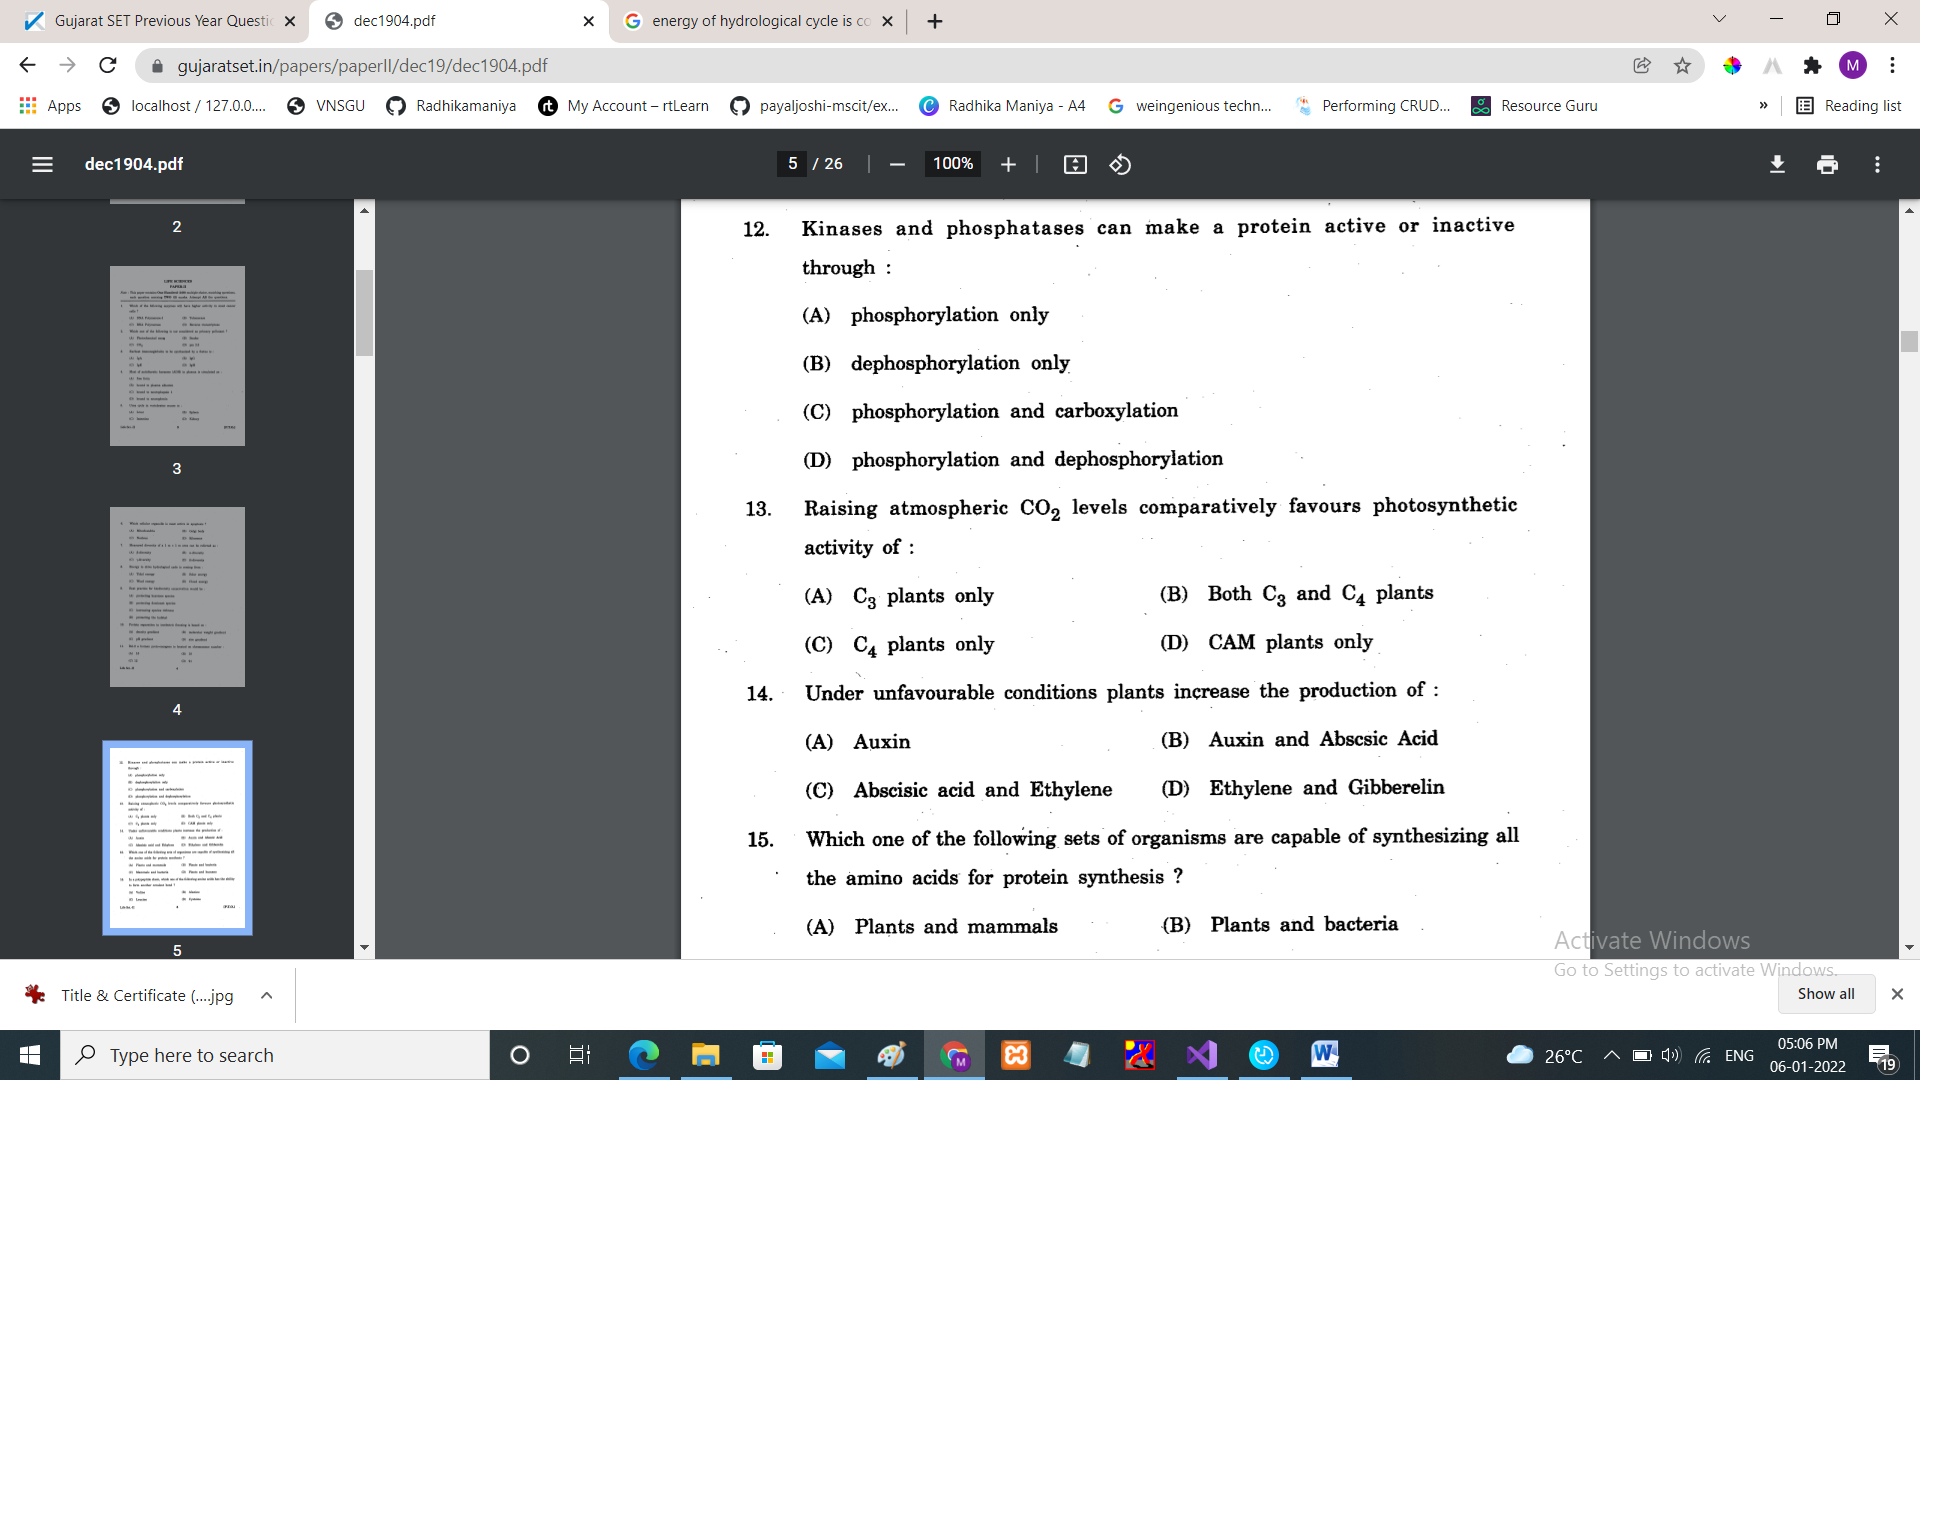 Gujarat SET Previous Year Questi
dec1904.pdf
energy of hydrological cycle is co
gujaratset.in/papers/paperII/dec19/dec1904.pdf
M
Apps
localhost / 127.0.0....
VNSGU
Radhikamaniya
My Account – rtLearn
payaljoshi-mscit/ex...
Radhika Maniya - A4
weingenious techn...
Performing CRUD...
Resource Guru
»
Reading list
dec1904.pdf
5 / 26
100%
2
3
4
5
12. Kinases and phosphatases can make a protein active or inactive
through :
(A) phosphorylation only
(B) dephosphorylation only
(C) phosphorylation and carboxylation
(D) phosphorylation and dephosphorylation
13. Raising atmospheric CO₂ levels comparatively favours photosynthetic
activity of :
(A) C₃ plants only (B) Both C₃ and C₄ plants
(C) C₄ plants only (D) CAM plants only
14. Under unfavourable conditions plants increase the production of :
(A) Auxin (B) Auxin and Abscsic Acid
(C) Abscisic acid and Ethylene (D) Ethylene and Gibberelin
15. Which one of the following sets of organisms are capable of synthesizing all
the amino acids for protein synthesis ?
(A) Plants and mammals (B) Plants and bacteria
Activate Windows
Go to Settings to activate Windows.
Title & Certificate (....jpg
Show all
Type here to search
26°C
ENG
05:06 PM
06-01-2022
19